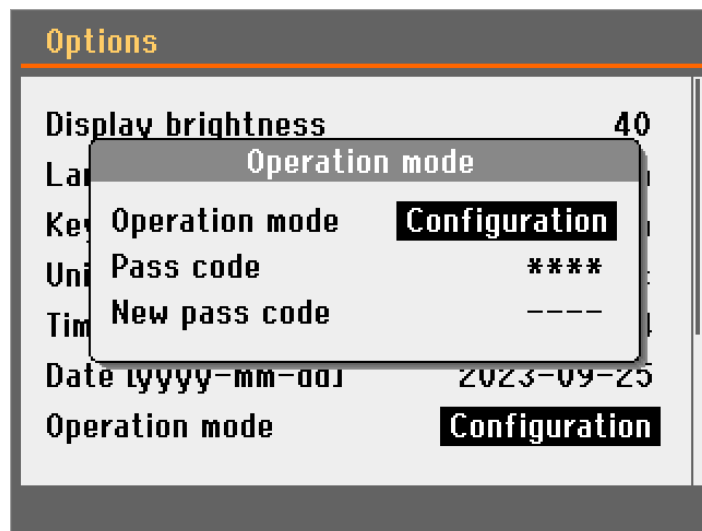 Options
Display brightness 40
Operation mode
Operation mode Configuration
Pass code ****
New pass code ----
Date [yyyy-mm-dd] 2023-09-25
Operation mode Configuration